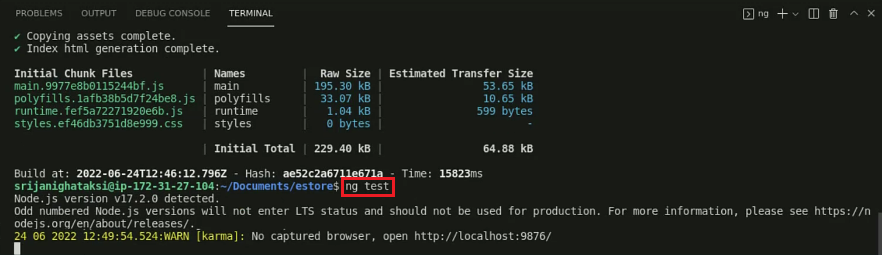 PROBLEMS OUTPUT DEBUG CONSOLE TERMINAL ng
✔ Copying assets complete.
✔ Index html generation complete.
Initial Chunk Files | Names | Raw Size | Estimated Transfer Size
main.9977e8b0115244bf.js | main | 195.30 kB | 53.65 kB
polyfills.1afb38b5d7f24be8.js | polyfills | 33.07 kB | 10.65 kB
runtime.fef5a72271920e6b.js | runtime | 1.04 kB | 599 bytes
styles.ef46db3751d8e999.css | styles | 0 bytes | -
| Initial Total | 229.40 kB | 64.88 kB
Build at: 2022-06-24T12:46:12.796Z - Hash: ae52c2a6711e671a - Time: 15823ms
srijanighataksi@ip-172-31-27-104:~/Documents/estore$ ng test
Node.js version v17.2.0 detected.
Odd numbered Node.js versions will not enter LTS status and should not be used for production. For more information, please see https://n
odejs.org/en/about/releases/.
24 06 2022 12:49:54.524:WARN [karma]: No captured browser, open http://localhost:9876/